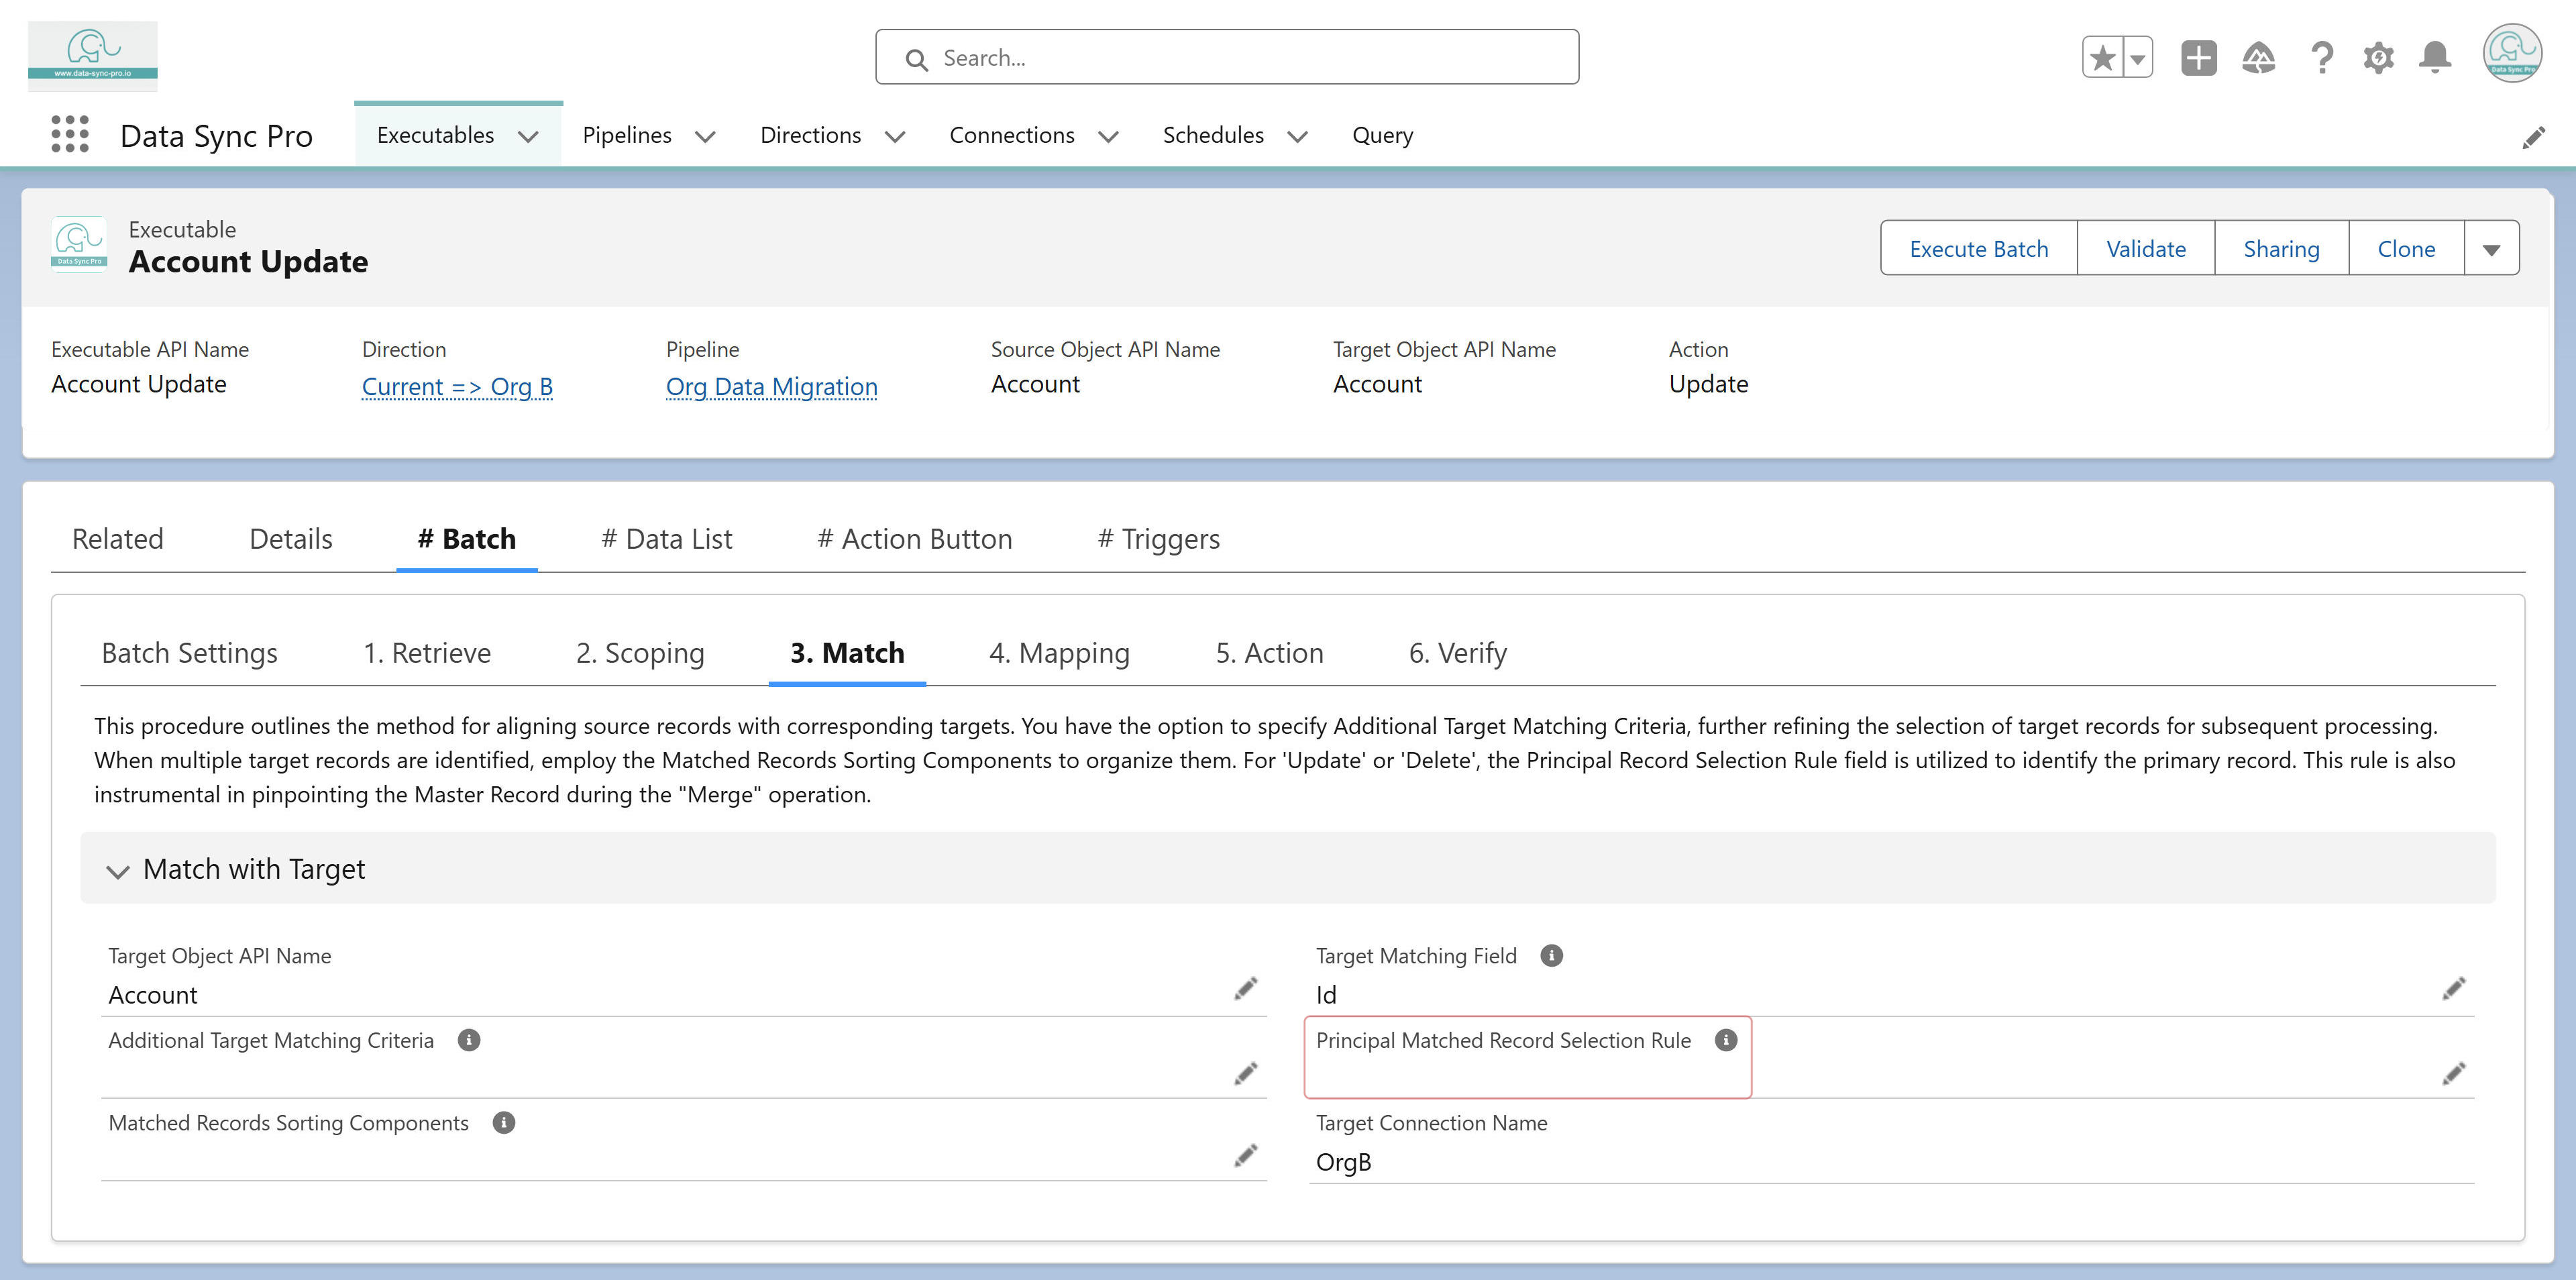 www.data-sync-pro.io
Search...
Data Sync Pro
Data Sync Pro
Executables
Pipelines
Directions
Connections
Schedules
Query
Data Sync Pro
Executable
Account Update
Execute Batch
Validate
Sharing
Clone
Executable API Name
Direction
Pipeline
Source Object API Name
Target Object API Name
Action
Account Update
Current => Org B
Org Data Migration
Account
Account
Update
Related
Details
# Batch
# Data List
# Action Button
# Triggers
Batch Settings
1. Retrieve
2. Scoping
3. Match
4. Mapping
5. Action
6. Verify
This procedure outlines the method for aligning source records with corresponding targets. You have the option to specify Additional Target Matching Criteria, further refining the selection of target records for subsequent processing.
When multiple target records are identified, employ the Matched Records Sorting Components to organize them. For 'Update' or 'Delete', the Principal Record Selection Rule field is utilized to identify the primary record. This rule is also
instrumental in pinpointing the Master Record during the "Merge" operation.
Match with Target
Target Object API Name
Account
Target Matching Field
Id
Additional Target Matching Criteria
Principal Matched Record Selection Rule
Matched Records Sorting Components
Target Connection Name
OrgB